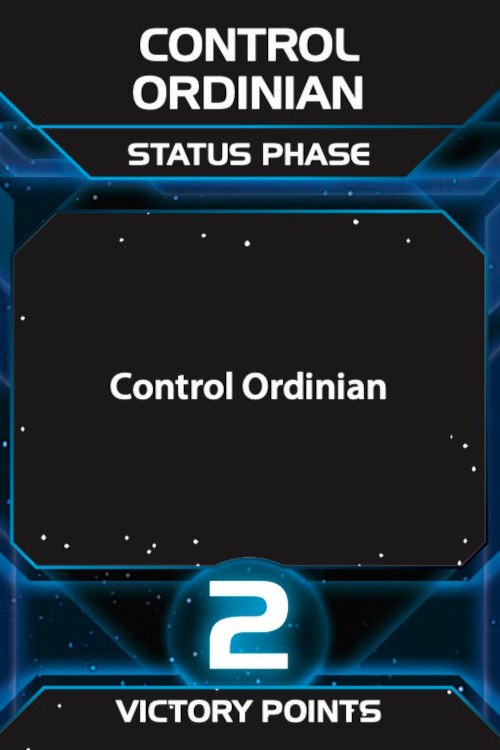 CONTROL
ORDINIAN
STATUS PHASE
Control Ordinian
2
VICTORY POINTS